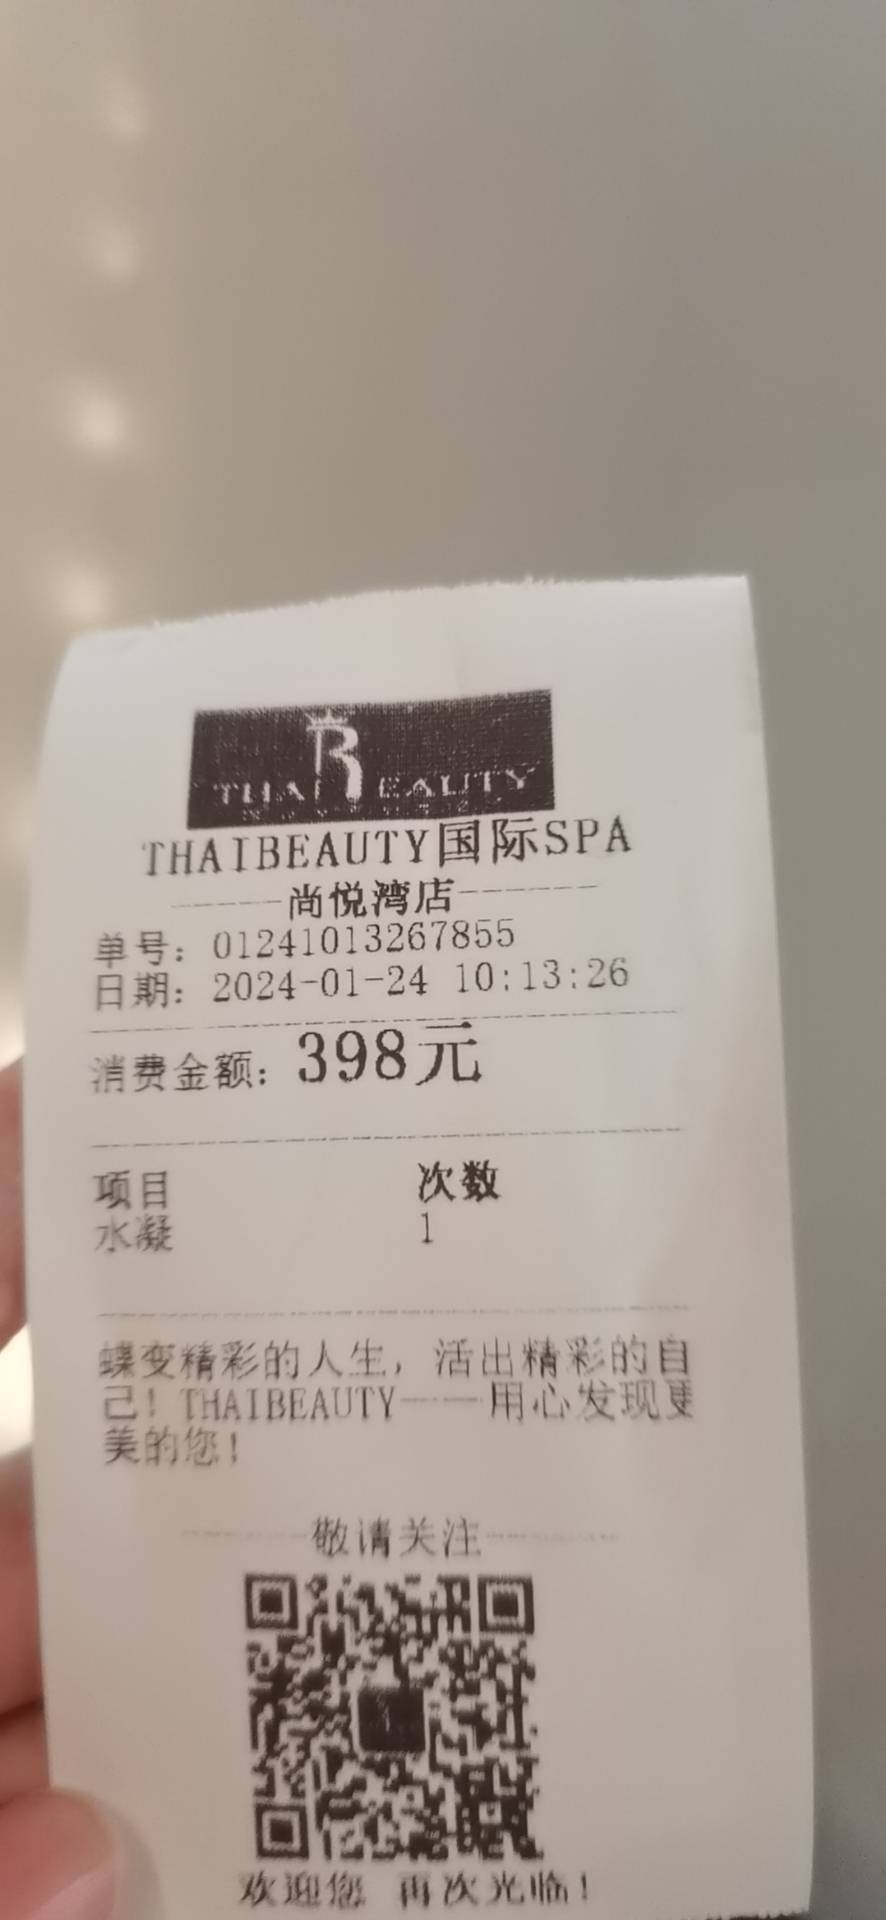 THAI BEAUTY
THAIBEAUTY国际SPA
尚悦湾店
单号：01241013267855
日期：2024-01-24 10:13:26
消费金额：398元
项目 次数
水凝 1
蝶变精彩的人生，活出精彩的自
己！THAIBEAUTY——用心发现更
美的您！
敬请关注
欢迎您 再次光临！